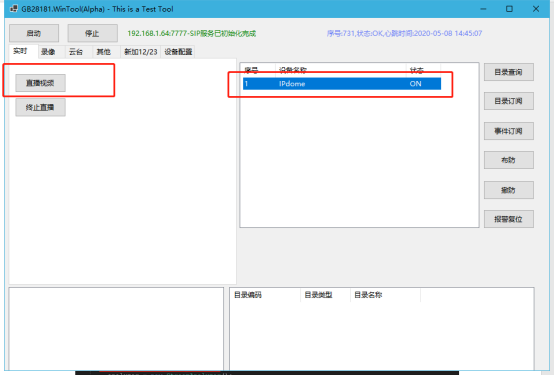 GB28181.WinTool(Alpha) - This is a Test Tool
启动 停止 192.168.1.64:7777-SIP服务已初始化完成 序号:731,状态:OK,心跳时间:2020-05-08 14:45:07
实时 录像 云台 其他 新加12/23 设备配置
直播视频
终止直播
序号 设备名称 状态
1 IPdome ON
目录查询
目录订阅
事件订阅
布防
撤防
报警复位
目录编码 目录类型 目录名称